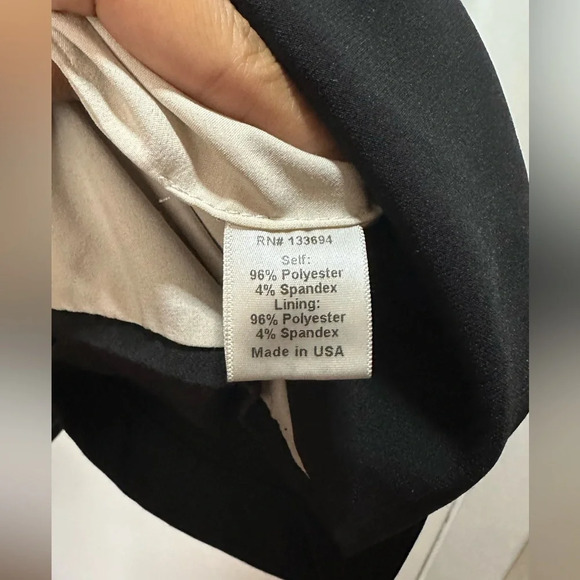 RN# 133694
Self:
96% Polyester
4% Spandex
Lining:
96% Polyester
4% Spandex
Made in USA